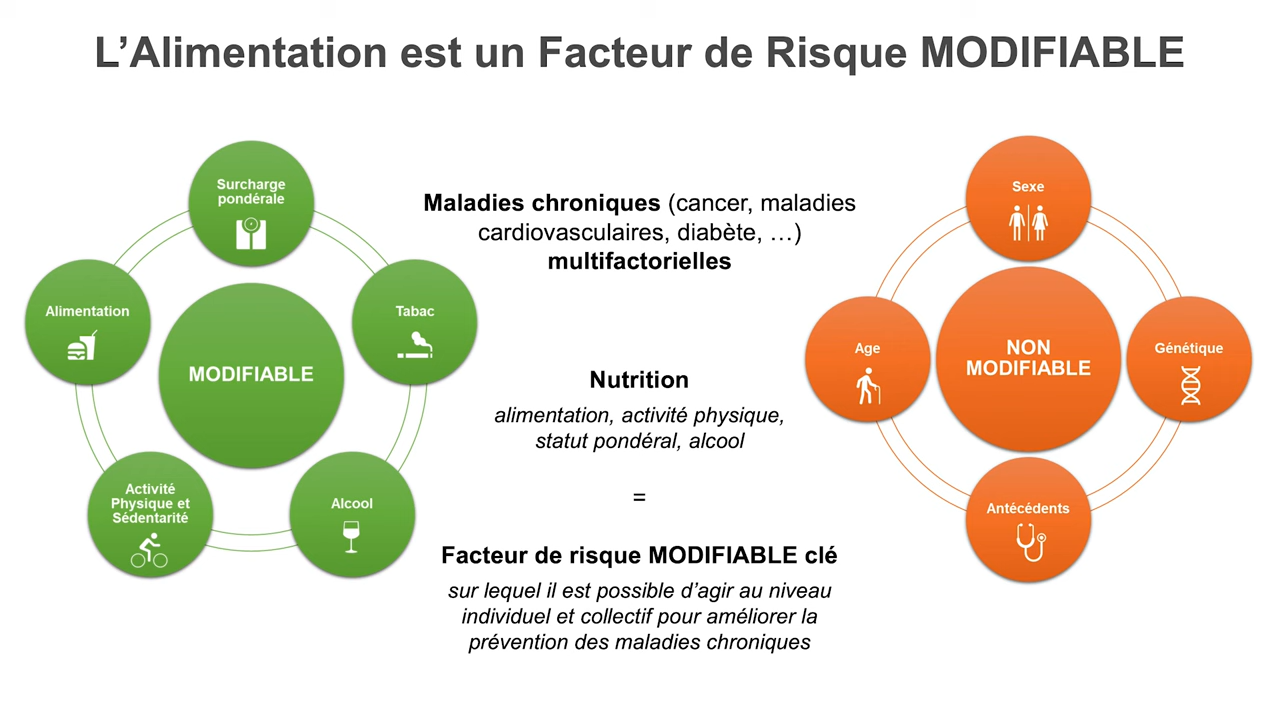 L’Alimentation est un Facteur de Risque MODIFIABLE
Surcharge
pondérale
Alimentation
Tabac
MODIFIABLE
Activité
Physique et
Sédentarité
Alcool
Maladies chroniques (cancer, maladies
cardiovasculaires, diabète, …)
multifactorielles
Nutrition
alimentation, activité physique,
statut pondéral, alcool
=
Facteur de risque MODIFIABLE clé
sur lequel il est possible d’agir au niveau
individuel et collectif pour améliorer la
prévention des maladies chroniques
Sexe
Age
NON
MODIFIABLE
Génétique
Antécédents